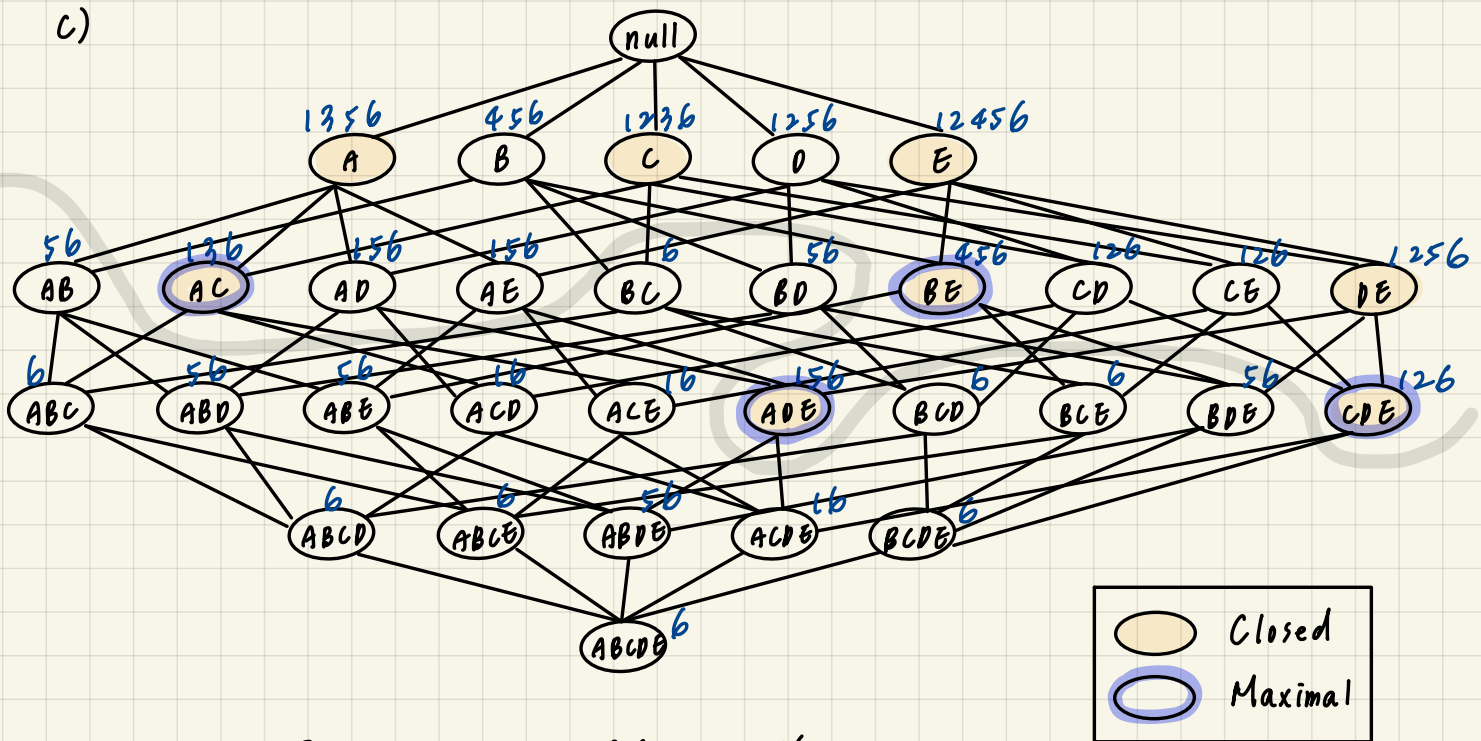 c)
null
1356 456 1236 1256 12456
A B C D E
56 136 156 156 6 56 456 126 126 1256
AB AC AD AE BC BD BE CD CE DE
6 56 56 16 16 156 6 6 56 126
ABC ABD ABE ACD ACE ADE BCD BCE BDE CDE
6 6 56 16 6
ABCD ABCE ABDE ACDE BCDE
ABCDE 6
Closed
Maximal